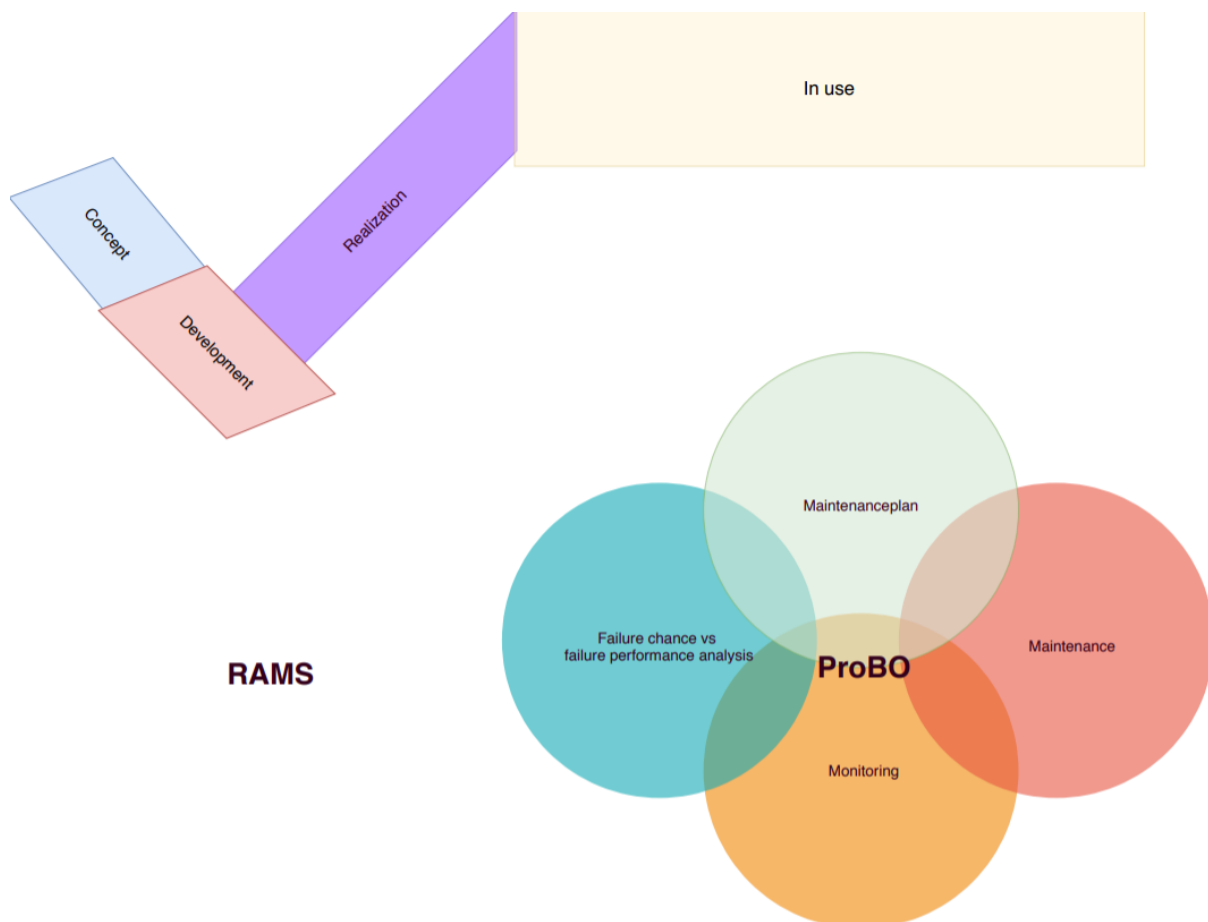 In use
Concept
Realization
Development
Maintenanceplan
Failure chance vs
failure performance analysis
Maintenance
RAMS
ProBO
Monitoring